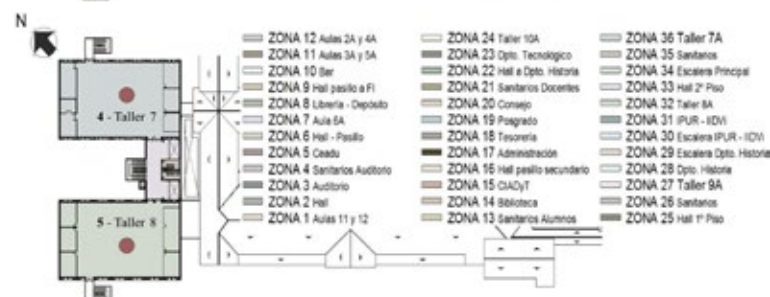 N
4 - Taller 7
5 - Taller 8
ZONA 12 Aulas 2A y 4A
ZONA 11 Aulas 3A y 5A
ZONA 10 Bar
ZONA 9 Hall pasillo a FI
ZONA 8 Librería - Depósito
ZONA 7 Aula 6A
ZONA 6 Hall - Pasillo
ZONA 5 Ceadu
ZONA 4 Sanitarios Auditorio
ZONA 3 Auditorio
ZONA 2 Hall
ZONA 1 Aulas 11 y 12
ZONA 24 Taller 10A
ZONA 23 Dpto. Tecnológico
ZONA 22 Hall a Dpto. Historia
ZONA 21 Sanitarios Docentes
ZONA 20 Consejo
ZONA 19 Posgrado
ZONA 18 Tesorería
ZONA 17 Administración
ZONA 16 Hall pasillo secundario
ZONA 15 CIADyT
ZONA 14 Biblioteca
ZONA 13 Sanitarios Alumnos
ZONA 36 Taller 7A
ZONA 35 Sanitarios
ZONA 34 Escalera Principal
ZONA 33 Hall 2º Piso
ZONA 32 Taller 8A
ZONA 31 IPUR - IIDVi
ZONA 30 Escalera IPUR - IIDVi
ZONA 29 Escalera Dpto. Historia
ZONA 28 Dpto. Historia
ZONA 27 Taller 9A
ZONA 26 Sanitarios
ZONA 25 Hall 1º Piso